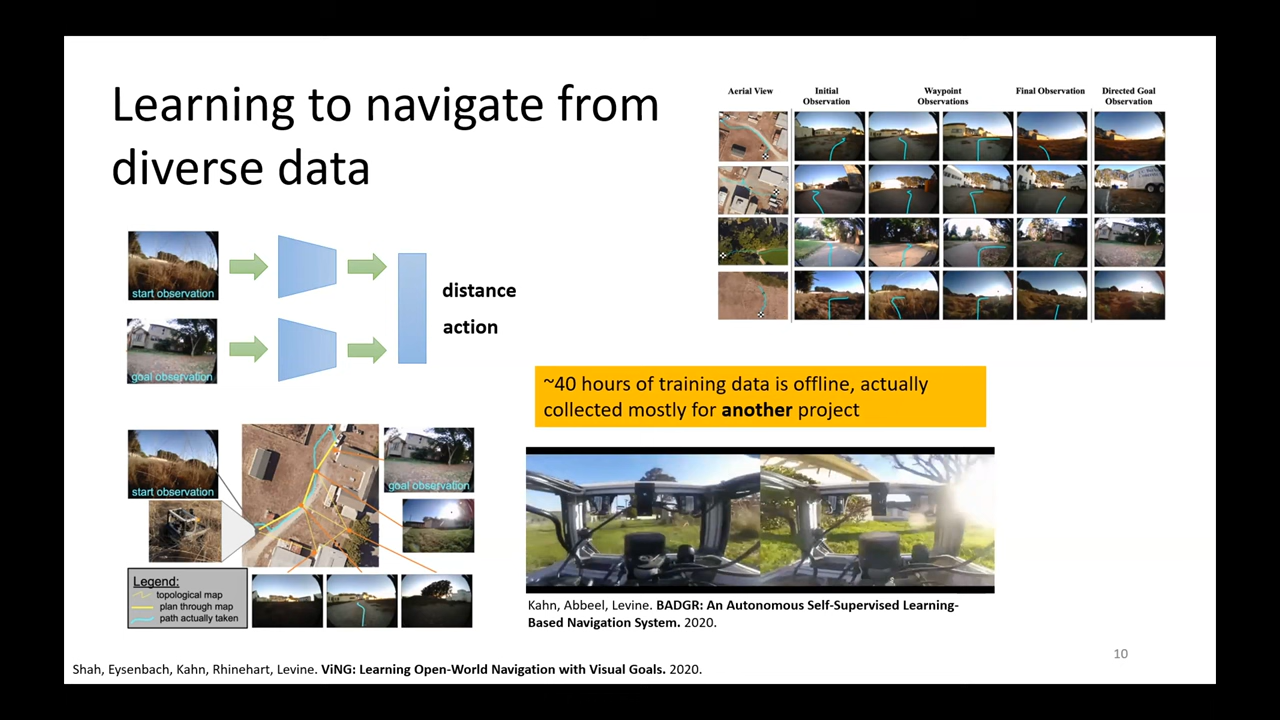 Learning to navigate from
diverse data
Aerial View
Initial
Observation
Waypoint
Observations
Final Observation
Directed Goal
Observation
start observation
goal observation
distance
action
~40 hours of training data is offline, actually
collected mostly for another project
start observation
goal observation
Legend:
topological map
plan through map
path actually taken
Kahn, Abbeel, Levine. BADGR: An Autonomous Self-Supervised Learning-
Based Navigation System. 2020.
10
Shah, Eysenbach, Kahn, Rhinehart, Levine. ViNG: Learning Open-World Navigation with Visual Goals. 2020.